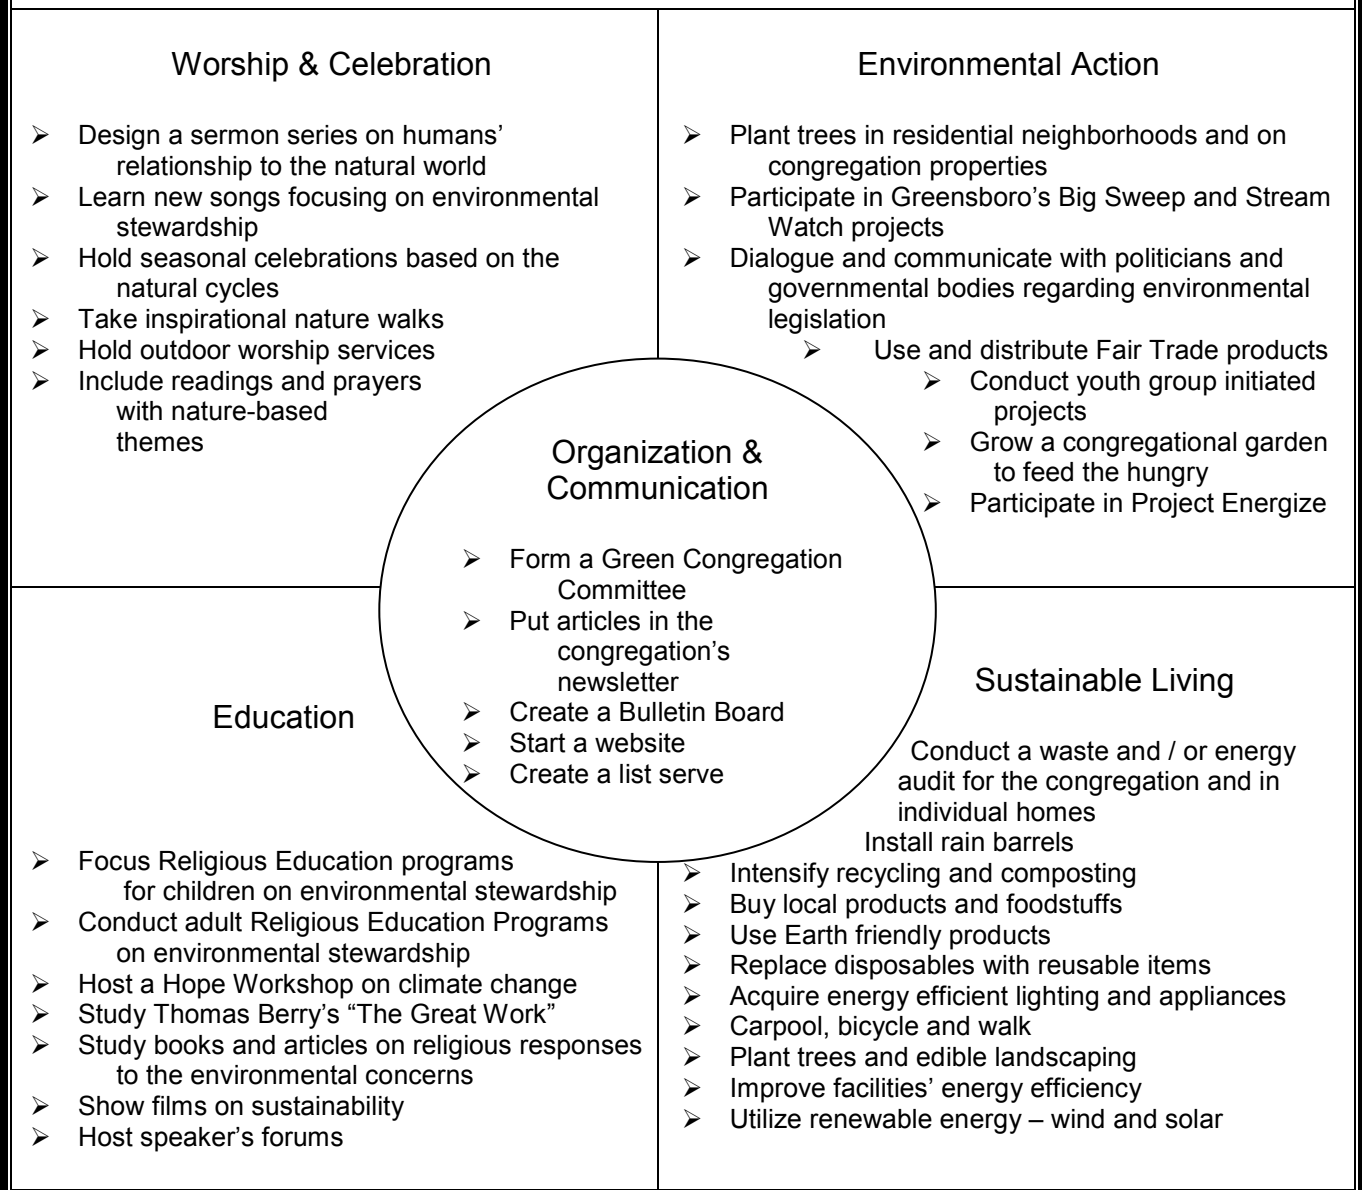 Worship & Celebration
➢ Design a sermon series on humans’
relationship to the natural world
➢ Learn new songs focusing on environmental
stewardship
➢ Hold seasonal celebrations based on the
natural cycles
➢ Take inspirational nature walks
➢ Hold outdoor worship services
➢ Include readings and prayers
with nature-based
themes
Environmental Action
➢ Plant trees in residential neighborhoods and on
congregation properties
➢ Participate in Greensboro’s Big Sweep and Stream
Watch projects
➢ Dialogue and communicate with politicians and
governmental bodies regarding environmental
legislation
➢ Use and distribute Fair Trade products
➢ Conduct youth group initiated
projects
➢ Grow a congregational garden
to feed the hungry
➢ Participate in Project Energize
Organization &
Communication
➢ Form a Green Congregation
Committee
➢ Put articles in the
congregation’s
newsletter
➢ Create a Bulletin Board
➢ Start a website
➢ Create a list serve
Education
➢ Focus Religious Education programs
for children on environmental stewardship
➢ Conduct adult Religious Education Programs
on environmental stewardship
➢ Host a Hope Workshop on climate change
➢ Study Thomas Berry’s “The Great Work”
➢ Study books and articles on religious responses
to the environmental concerns
➢ Show films on sustainability
➢ Host speaker’s forums
Sustainable Living
Conduct a waste and / or energy
audit for the congregation and in
individual homes
Install rain barrels
➢ Intensify recycling and composting
➢ Buy local products and foodstuffs
➢ Use Earth friendly products
➢ Replace disposables with reusable items
➢ Acquire energy efficient lighting and appliances
➢ Carpool, bicycle and walk
➢ Plant trees and edible landscaping
➢ Improve facilities’ energy efficiency
➢ Utilize renewable energy – wind and solar